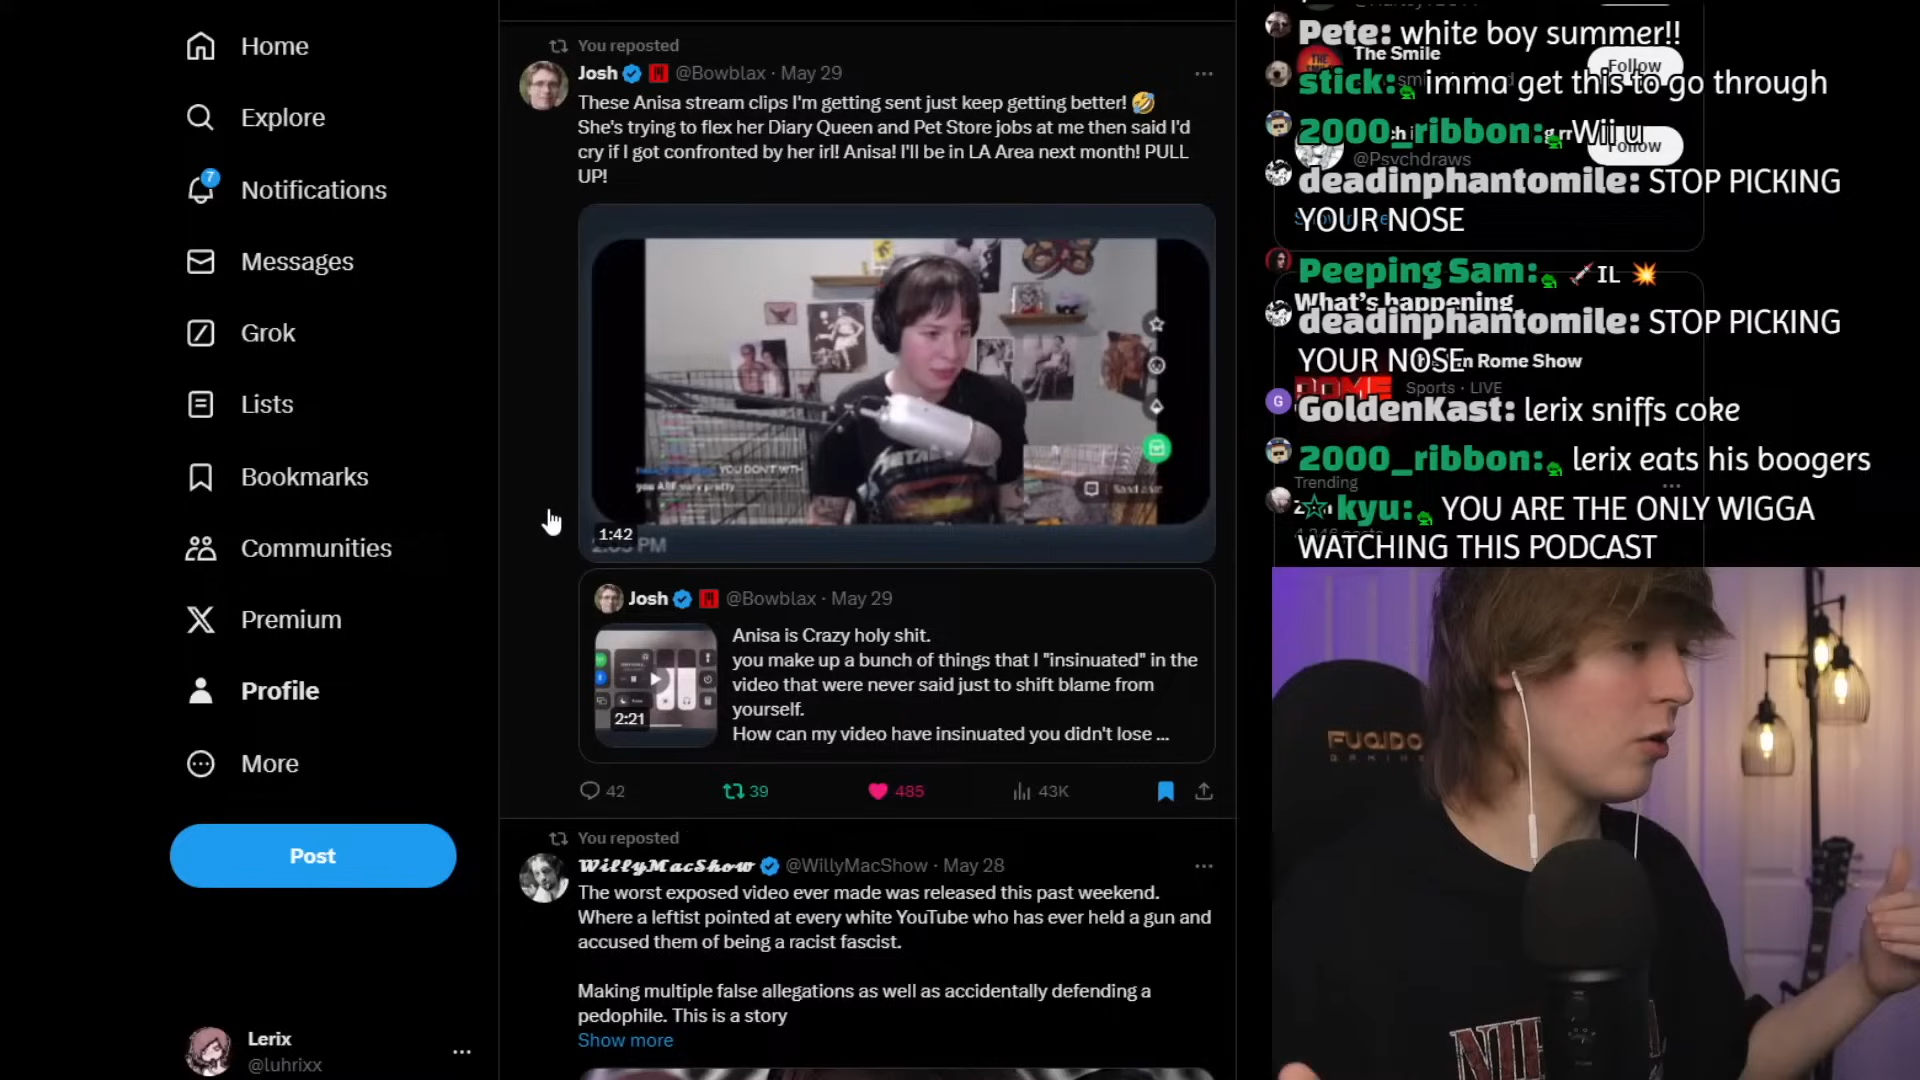 Home
Explore
7
Notifications
Messages
Grok
Lists
Bookmarks
Communities
Premium
Profile
More
Post
Lerix
@luhrixx
You reposted
Josh @Bowblax · May 29
These Anisa stream clips I'm getting sent just keep getting better! 🤣
She's trying to flex her Diary Queen and Pet Store jobs at me then said I'd
cry if I got confronted by her irl! Anisa! I'll be in LA Area next month! PULL
UP!
YOU DON'T WTH
you ARE very pretty
1:42
PM
Josh @Bowblax · May 29
2:21
Anisa is Crazy holy shit.
you make up a bunch of things that I "insinuated" in the
video that were never said just to shift blame from
yourself.
How can my video have insinuated you didn't lose ...
42
39
485
43K
You reposted
WillyMacShow @WillyMacShow · May 28
The worst exposed video ever made was released this past weekend.
Where a leftist pointed at every white YouTube who has ever held a gun and
accused them of being a racist fascist.
Making multiple false allegations as well as accidentally defending a
pedophile. This is a story
Show more
Pete: white boy summer!!
The Smile
Follow
stick: imma get this to go through
2000_ribbon: Wii u
Follow
@Psychdraws
deadinphantomile: STOP PICKING
YOUR NOSE
Peeping Sam: IL
What's happening
deadinphantomile: STOP PICKING
YOUR NOSE
Rome Show
ROME
Sports · LIVE
G
GoldenKast: lerix sniffs coke
2000_ribbon: lerix eats his boogers
Trending
kyu: YOU ARE THE ONLY WIGGA
WATCHING THIS PODCAST
FUQIDO
GAMING